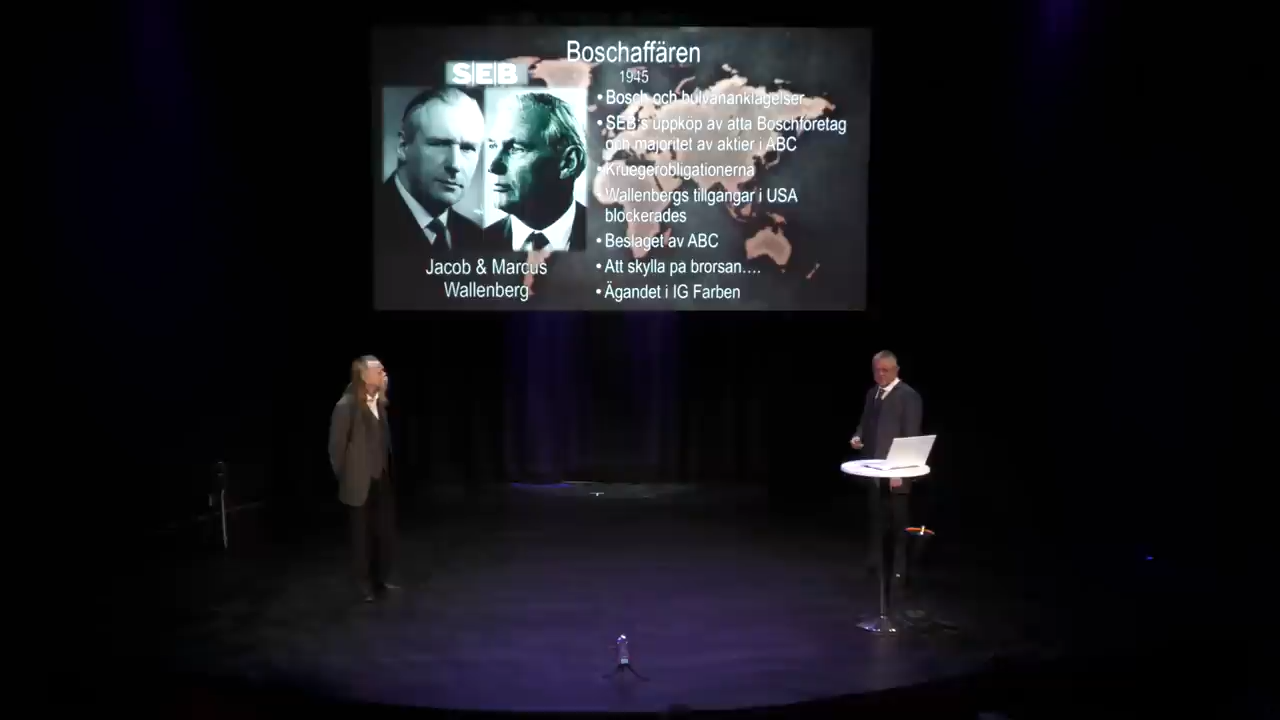 Boschaffären
1945
SEB
• Bosch och bulvananklagelser
• SEB:s uppköp av åtta Boschföretag
och majoritet av aktier i ABC
• Kruegerobligationerna
Wallenbergs tillgångar i USA
blockerades
• Beslaget av ABC
• Att skylla på brorsan....
• Ägandet i IG Farben
Jacob & Marcus
Wallenberg